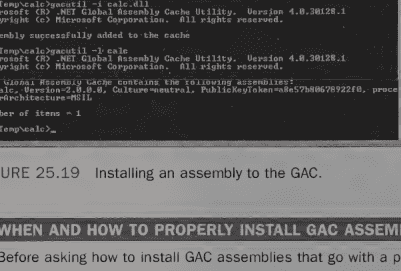 Temp\calc>gacutil -i calc.dll
rosoft (R) .NET Global Assembly Cache Utility. Version 4.0.30128.1
yright (c) Microsoft Corporation. All rights reserved.
embly successfully added to the cache
Temp\calc>gacutil -l calc
rosoft (R) .NET Global Assembly Cache Utility. Version 4.0.30128.1
yright (c) Microsoft Corporation. All rights reserved.
Global Assembly Cache contains the following assemblies:
alc, Version=2.0.0.0, Culture=neutral, PublicKeyToken=a8e57b80678922f0, proce
rArchitecture=MSIL
ber of items = 1
Temp\calc>_
URE 25.19 Installing an assembly to the GAC.
WHEN AND HOW TO PROPERLY INSTALL GAC ASSEM
Before asking how to install GAC assemblies that go with a p